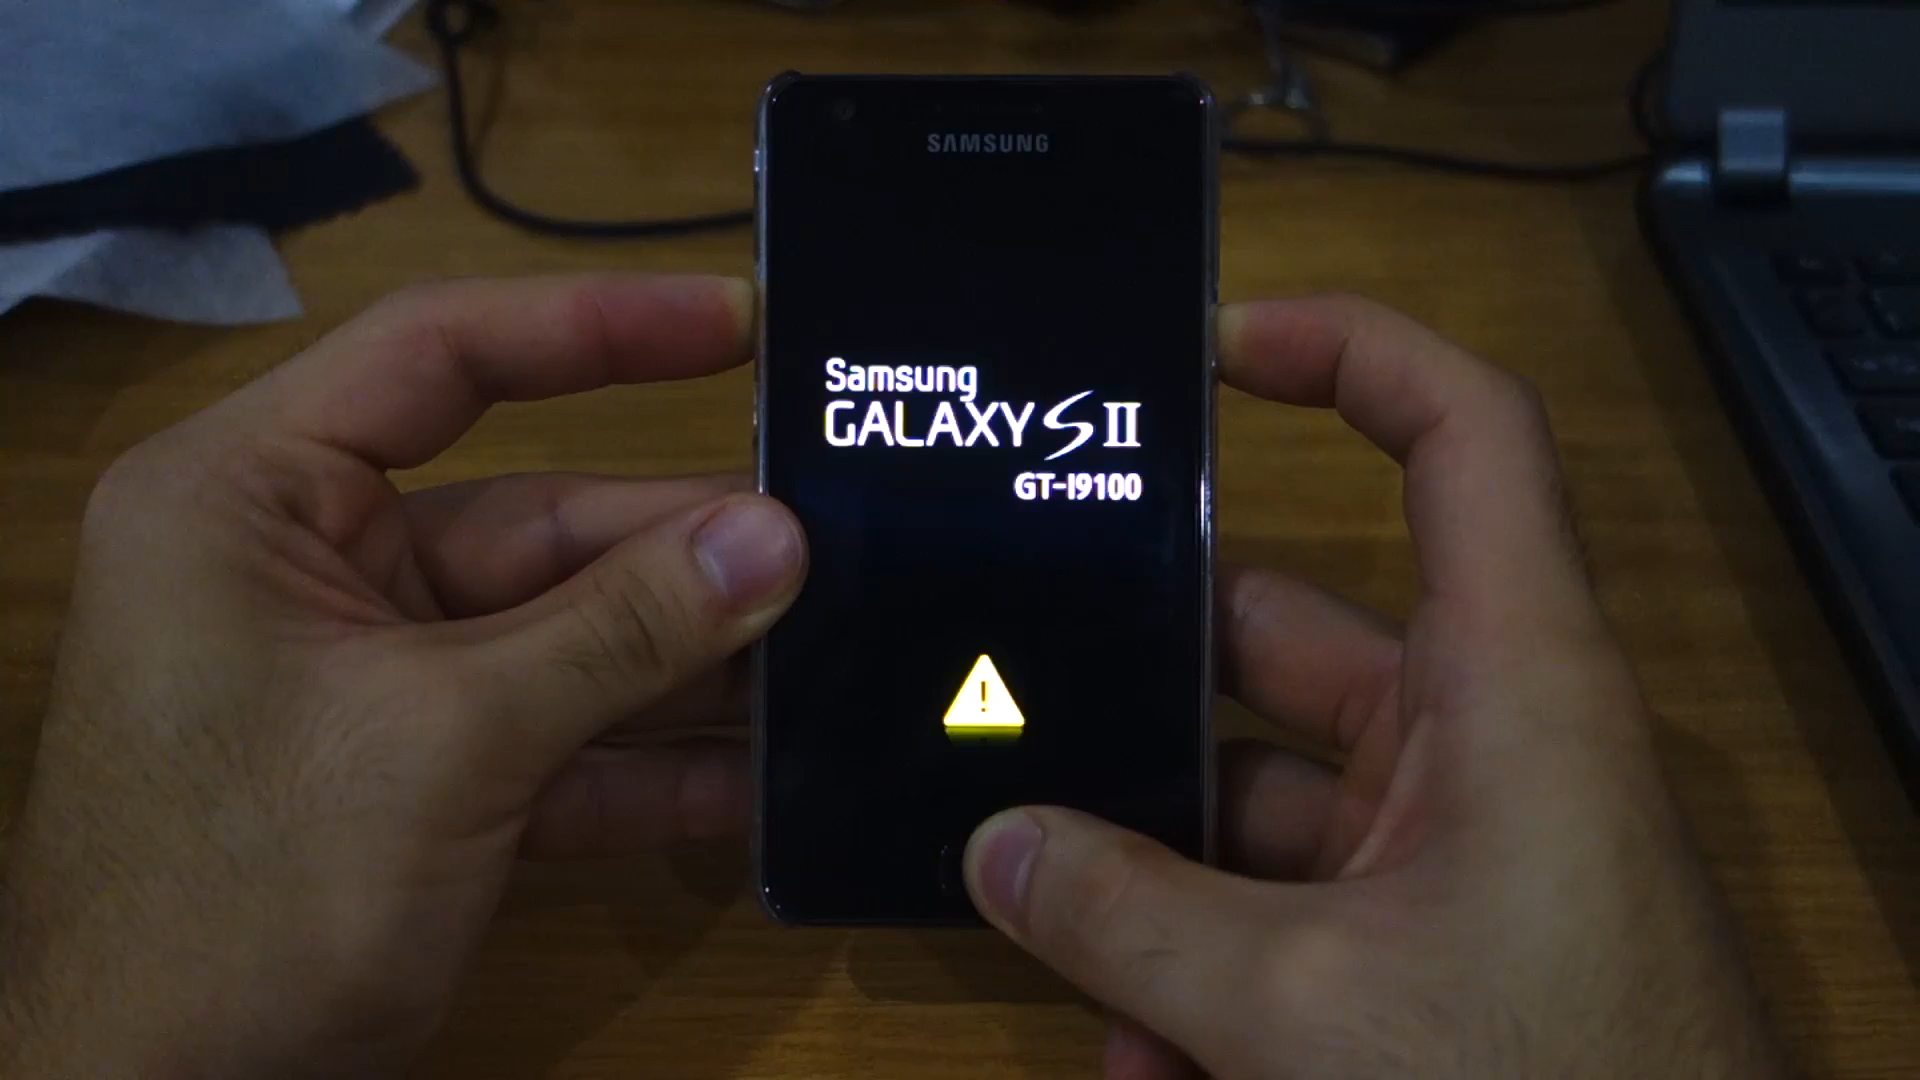 SAMSUNG
Samsung
GALAXY S II
GT-I9100
!